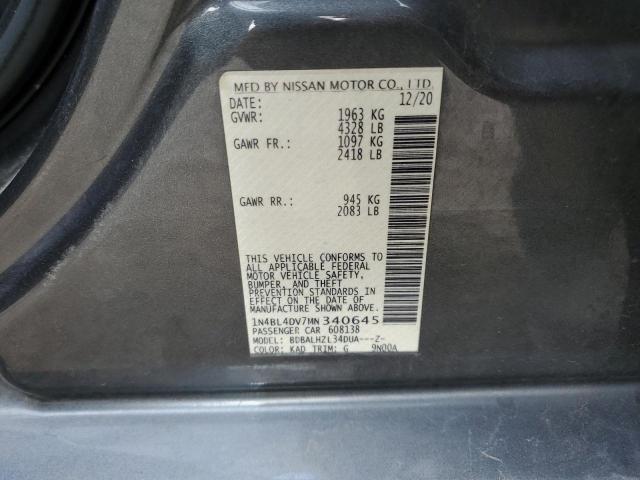 MFD BY NISSAN MOTOR CO., LTD.
DATE: 12/20
GVWR: 1963 KG
4328 LB
GAWR FR.: 1097 KG
2418 LB
GAWR RR.: 945 KG
2083 LB
THIS VEHICLE CONFORMS TO
ALL APPLICABLE FEDERAL
MOTOR VEHICLE SAFETY,
BUMPER, AND THEFT
PREVENTION STANDARDS IN
EFFECT ON THE DATE OF
MANUFACTURE SHOWN ABOVE.
1N4BL4DV7MN340645
PASSENGER CAR 608138
MODEL: BDBALHZL34DUA---Z-
COLOR: KAD TRIM: G 9N00A